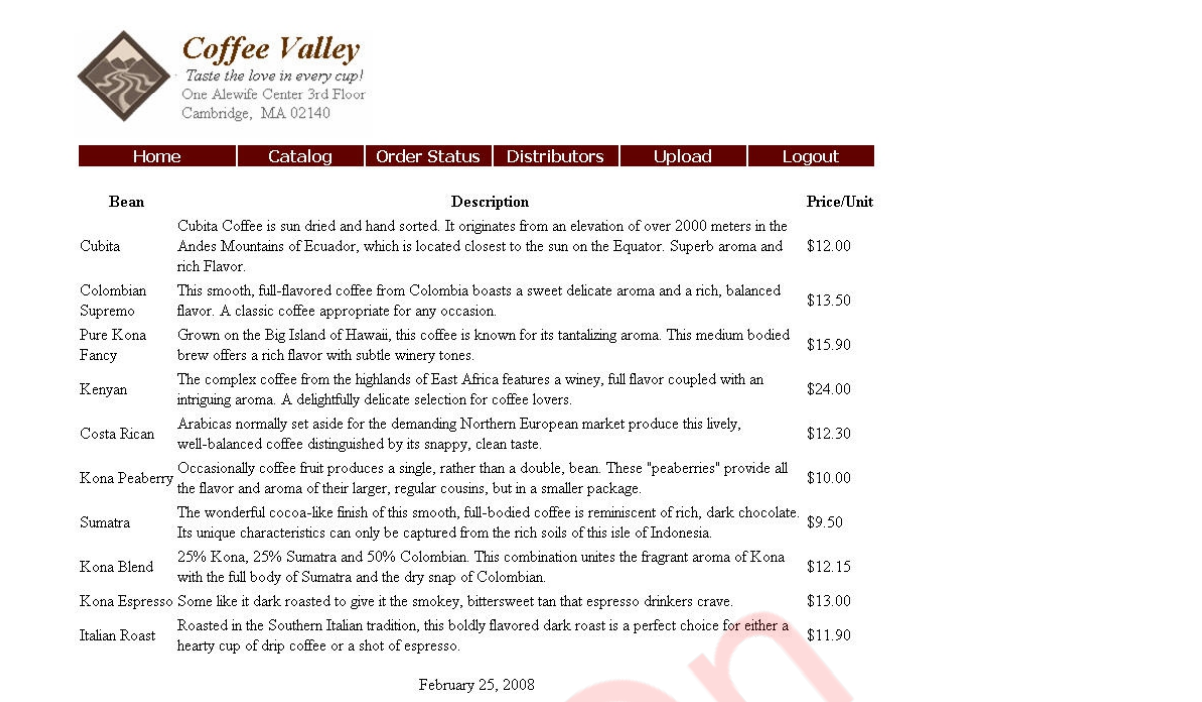 Coffee Valley
Taste the love in every cup!
One Alewife Center 3rd Floor
Cambridge, MA 02140
Home Catalog Order Status Distributors Upload Logout
Bean Description Price/Unit
Cubita Coffee is sun dried and hand sorted. It originates from an elevation of over 2000 meters in the
Cubita Andes Mountains of Ecuador, which is located closest to the sun on the Equator. Superb aroma and $12.00
rich Flavor.
Colombian This smooth, full-flavored coffee from Colombia boasts a sweet delicate aroma and a rich, balanced
Supremo flavor. A classic coffee appropriate for any occasion. $13.50
Pure Kona Grown on the Big Island of Hawaii, this coffee is known for its tantalizing aroma. This medium bodied
Fancy brew offers a rich flavor with subtle winery tones. $15.90
Kenyan The complex coffee from the highlands of East Africa features a winey, full flavor coupled with an
intriguing aroma. A delightfully delicate selection for coffee lovers. $24.00
Costa Rican Arabicas normally set aside for the demanding Northern European market produce this lively,
well-balanced coffee distinguished by its snappy, clean taste. $12.30
Kona Peaberry Occasionally coffee fruit produces a single, rather than a double, bean. These "peaberries" provide all
the flavor and aroma of their larger, regular cousins, but in a smaller package. $10.00
Sumatra The wonderful cocoa-like finish of this smooth, full-bodied coffee is reminiscent of rich, dark chocolate.
Its unique characteristics can only be captured from the rich soils of this isle of Indonesia. $9.50
Kona Blend 25% Kona, 25% Sumatra and 50% Colombian. This combination unites the fragrant aroma of Kona
with the full body of Sumatra and the dry snap of Colombian. $12.15
Kona Espresso Some like it dark roasted to give it the smokey, bittersweet tan that espresso drinkers crave. $13.00
Italian Roast Roasted in the Southern Italian tradition, this boldly flavored dark roast is a perfect choice for either a
hearty cup of drip coffee or a shot of espresso. $11.90
February 25, 2008